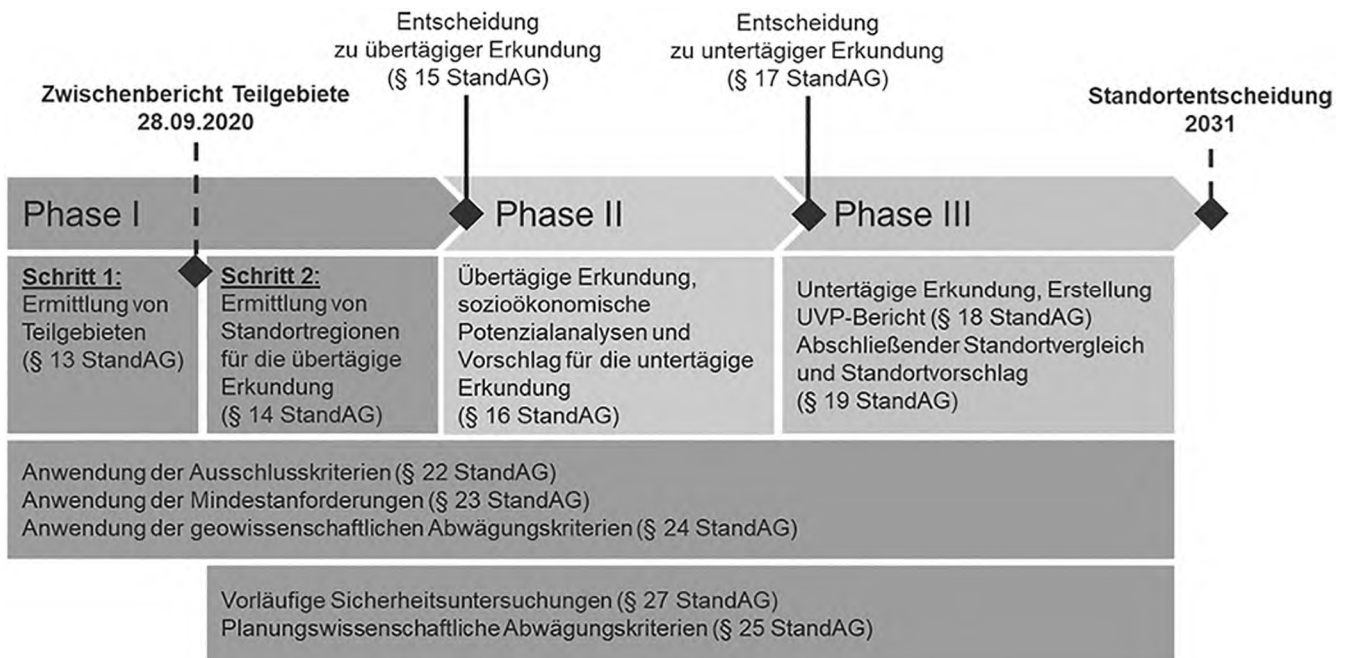 Entscheidung
zu übertägiger Erkundung
(§ 15 StandAG)
Entscheidung
zu untertägiger Erkundung
(§ 17 StandAG)
Zwischenbericht Teilgebiete
28.09.2020
Standortentscheidung
2031
Phase I
Phase II
Phase III
Schritt 1:
Ermittlung von
Teilgebieten
(§ 13 StandAG)
Schritt 2:
Ermittlung von
Standortregionen
für die übertägige
Erkundung
(§ 14 StandAG)
Übertägige Erkundung,
sozioökonomische
Potenzialanalysen und
Vorschlag für die untertägige
Erkundung
(§ 16 StandAG)
Untertägige Erkundung, Erstellung
UVP-Bericht (§ 18 StandAG)
Abschließender Standortvergleich
und Standortvorschlag
(§ 19 StandAG)
Anwendung der Ausschlusskriterien (§ 22 StandAG)
Anwendung der Mindestanforderungen (§ 23 StandAG)
Anwendung der geowissenschaftlichen Abwägungskriterien (§ 24 StandAG)
Vorläufige Sicherheitsuntersuchungen (§ 27 StandAG)
Planungswissenschaftliche Abwägungskriterien (§ 25 StandAG)